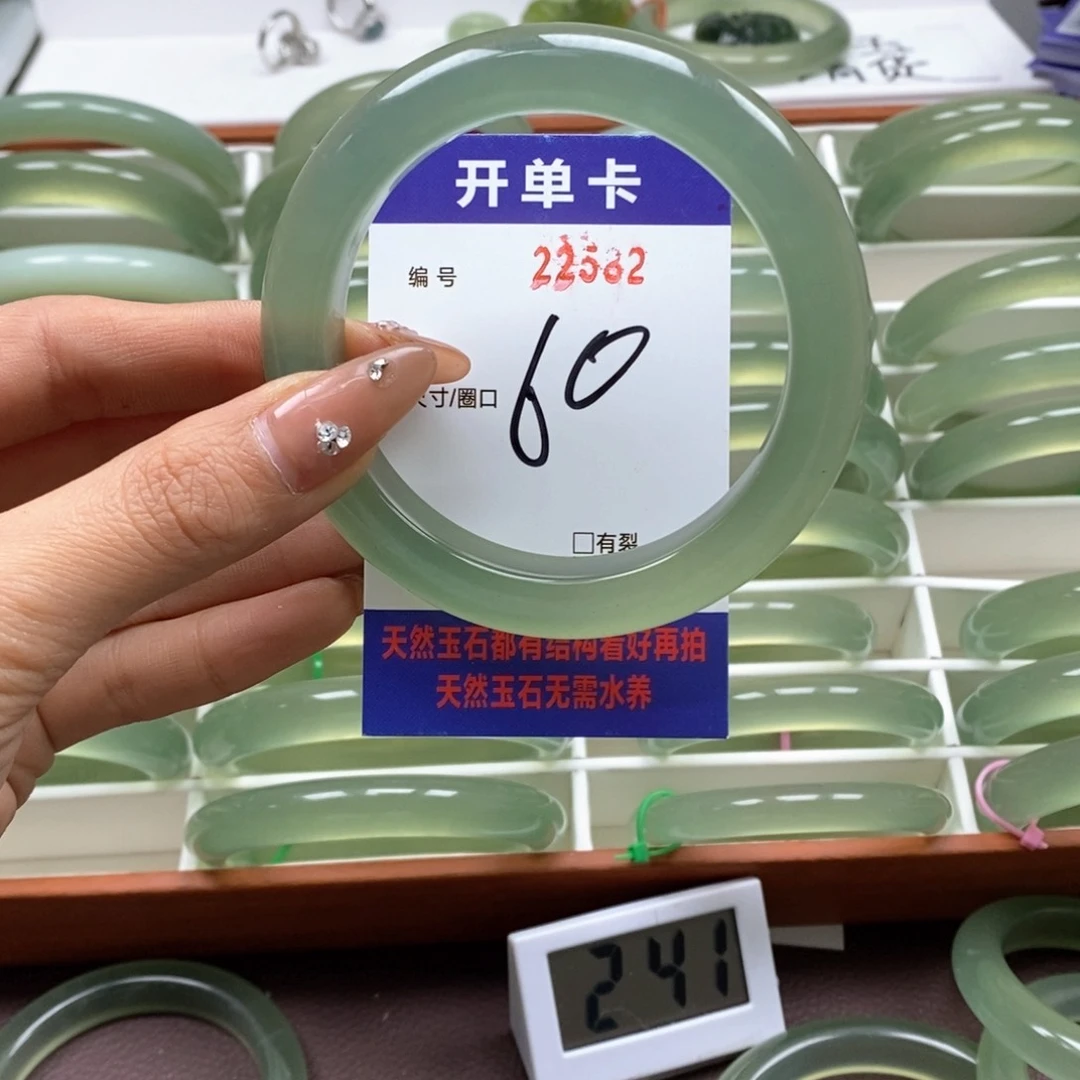 开单卡
编号 22582
尺寸/圈口 60
□有裂
天然玉石都有结构看好再拍
天然玉石无需水养
241